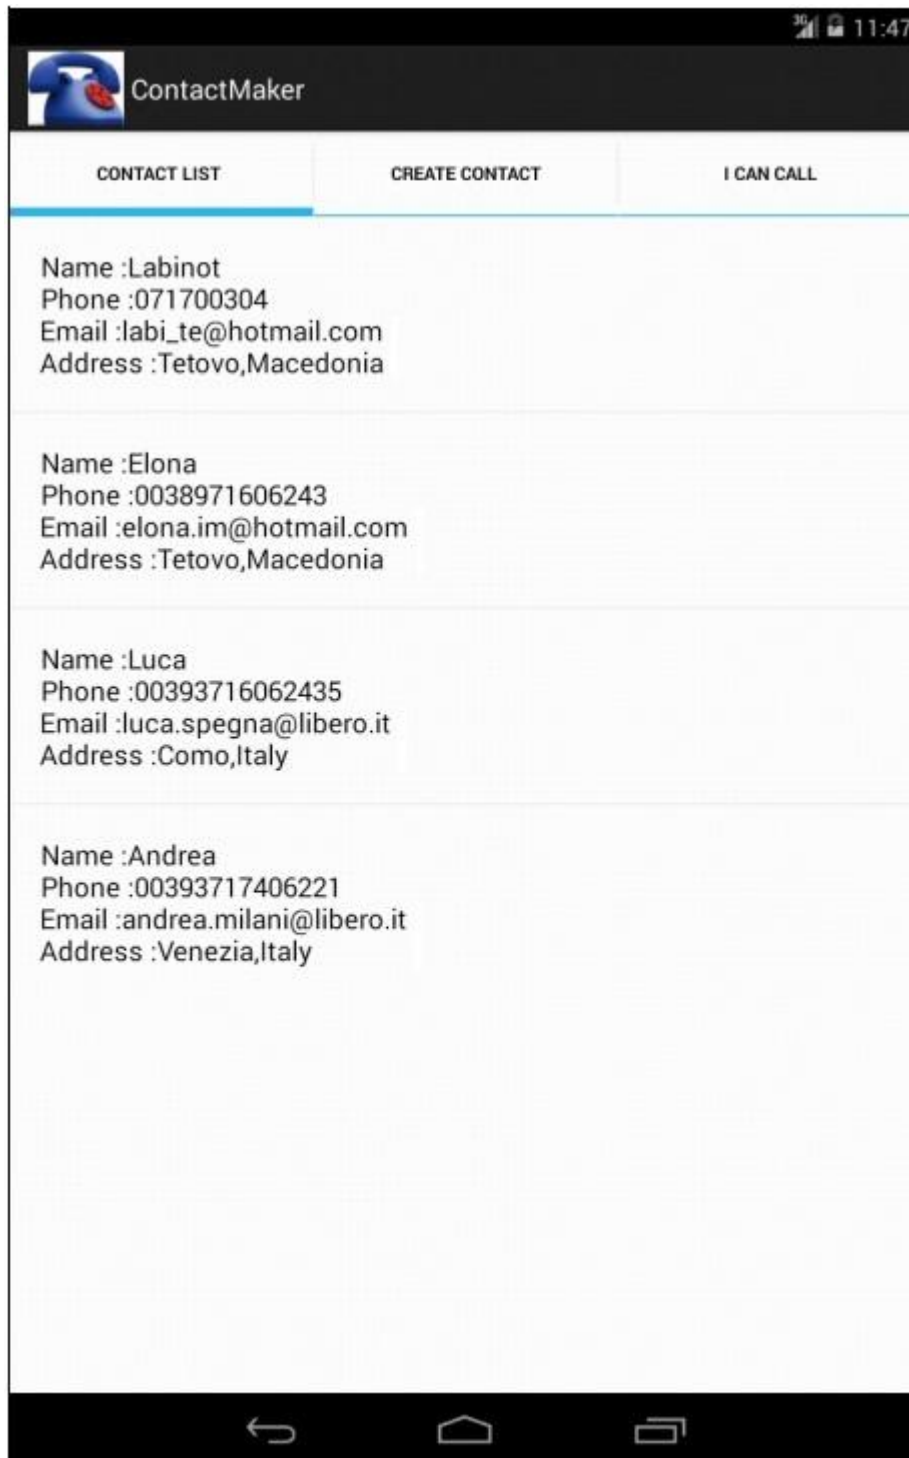 3G 11:47
ContactMaker
CONTACT LIST CREATE CONTACT I CAN CALL
Name :Labinot
Phone :071700304
Email :labi_te@hotmail.com
Address :Tetovo,Macedonia
Name :Elona
Phone :0038971606243
Email :elona.im@hotmail.com
Address :Tetovo,Macedonia
Name :Luca
Phone :00393716062435
Email :luca.spegna@libero.it
Address :Como,Italy
Name :Andrea
Phone :00393717406221
Email :andrea.milani@libero.it
Address :Venezia,Italy